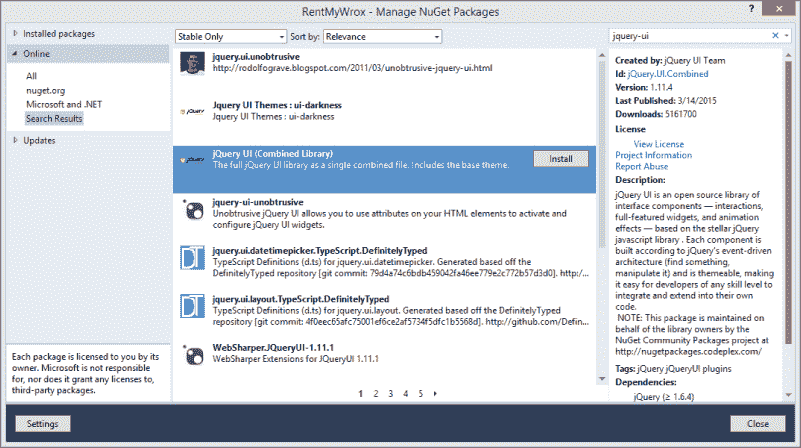 RentMyWrox - Manage NuGet Packages
?
Installed packages
Online
All
nuget.org
Microsoft and .NET
Search Results
Updates
Each package is licensed to you by its
owner. Microsoft is not responsible
for, nor does it grant any licenses to,
third-party packages.
Stable Only
Sort by:
Relevance
jquery.ui.unobtrusive
http://rodolfograve.blogspot.com/2011/03/unobtrusive-jquery-ui.html
jQuery
Jquery UI Themes : ui-darkness
Jquery UI Themes : ui-darkness
jQuery UI (Combined Library)
The full jQuery UI library as a single combined file. Includes the base theme.
Install
jquery-ui-unobtrusive
Unobtrusive jQuery UI allows you to use attributes on your HTML elements to activate and
configure jQuery UI widgets.
DT
jquery.ui.datetimepicker.TypeScript.DefinitelyTyped
TypeScript Definitions (d.ts) for jquery.ui.datetimepicker. Generated based off the
DefinitelyTyped repository [git commit: 79d4a74c6bdb459042fa46ee779e2c772b57d3d0]. http:/...
DT
jquery.ui.layout.TypeScript.DefinitelyTyped
TypeScript Definitions (d.ts) for jquery.ui.layout. Generated based off the DefinitelyTyped
repository [git commit: 4f0eec65afc75001ef6ce2af5734f5dfc1b5568d]. http://github.com/Defin...
WebSharper.JQueryUI-1.11.1
WebSharper Extensions for JQueryUI 1.11.1
1 2 3 4 5
jquery-ui
Created by: jQuery UI Team
Id: jQuery.UI.Combined
Version: 1.11.4
Last Published: 3/14/2015
Downloads: 5161700
License
View License
Project Information
Report Abuse
Description:
jQuery UI is an open source library of
interface components — interactions,
full-featured widgets, and animation
effects — based on the stellar jQuery
javascript library . Each component is
built according to jQuery's event-driven
architecture (find something,
manipulate it) and is themeable, making
it easy for developers of any skill level to
integrate and extend into their own
code.
NOTE: This package is maintained on
behalf of the library owners by the
NuGet Community Packages project at
http://nugetpackages.codeplex.com/
Tags: jQuery jQueryUI plugins
Dependencies:
jQuery (≥ 1.6.4)
Settings
Close